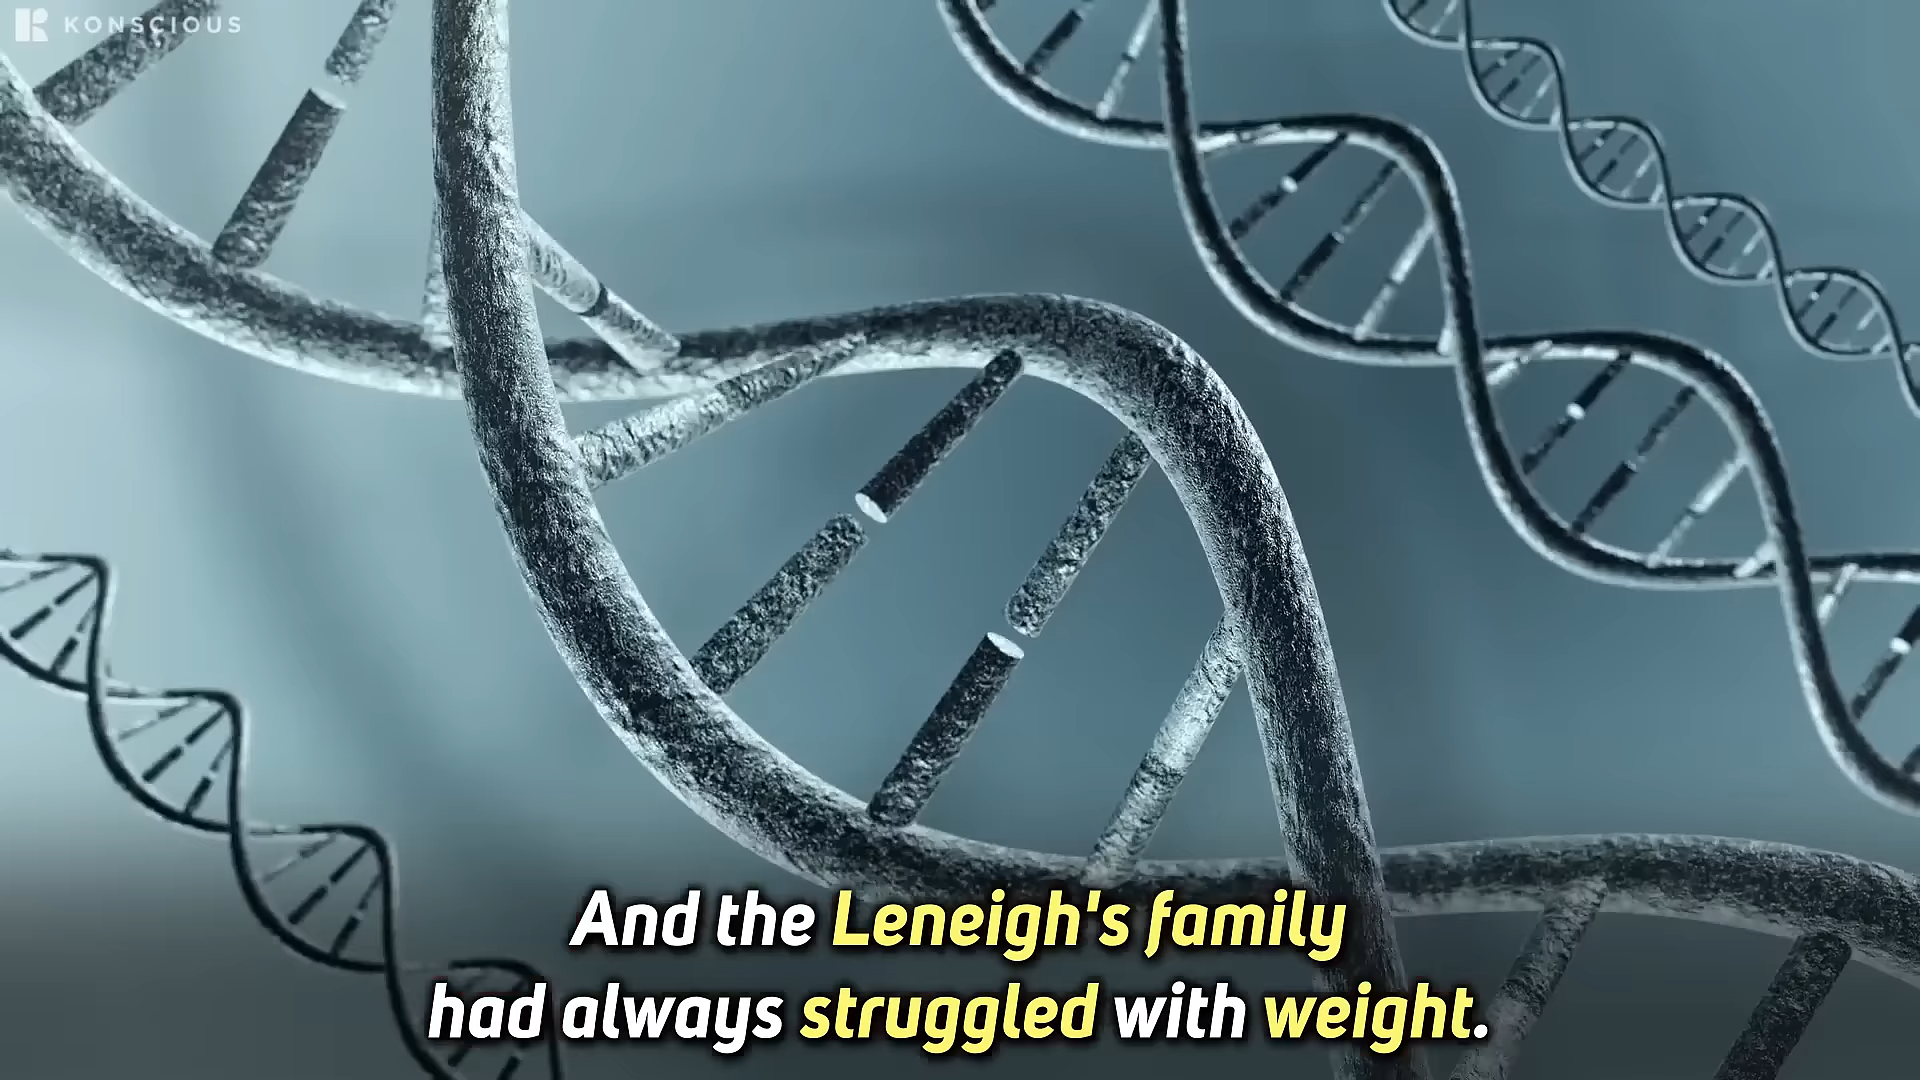 KONSCIOUS
And the Leneigh's family
had always struggled with weight.